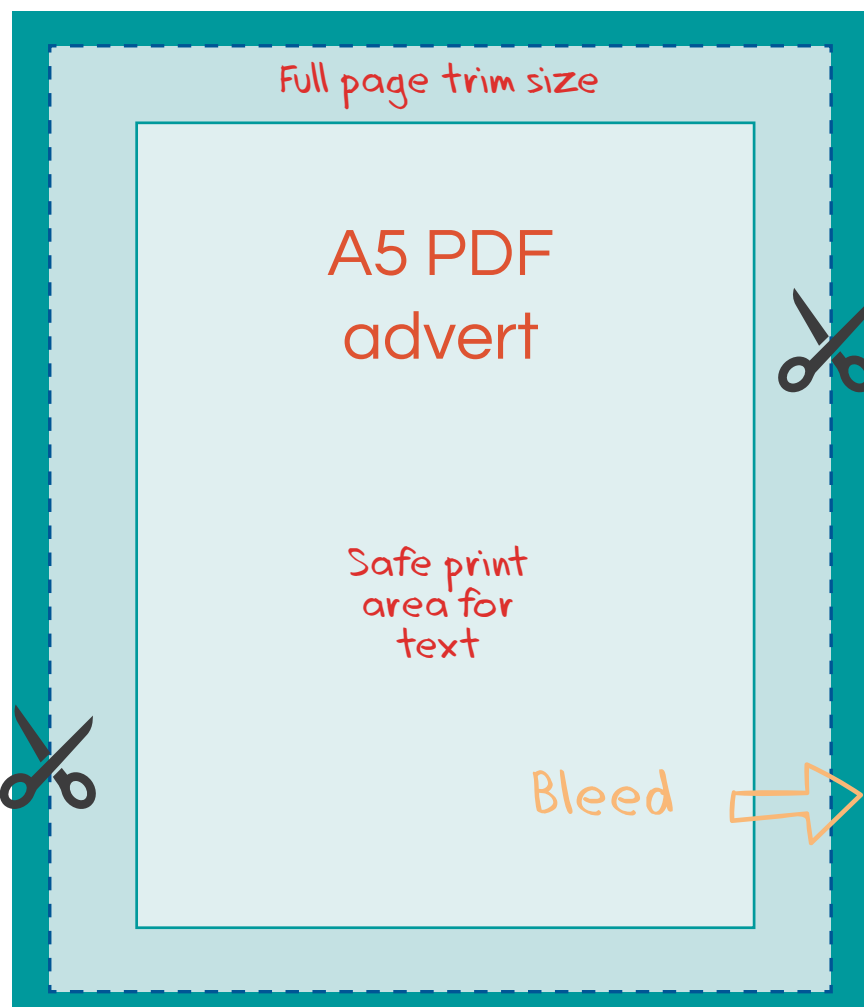 Full page trim size
A5 PDF
advert
Safe print
area for
text
Bleed